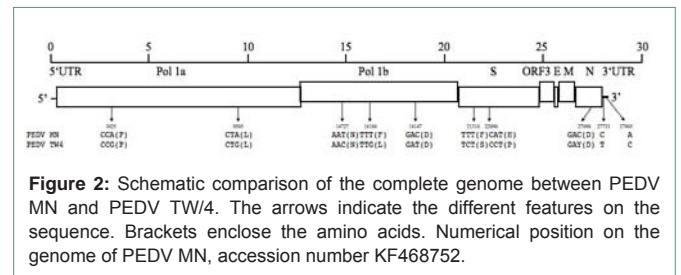 0 5 10 15 20 25 30
5'UTR Pol 1a Pol 1b S ORF3 E M N 3'UTR
5' 3'
PEDV MN CCA(P) CTA(L) AAT(N)TTT(F) GAC(D) TTT(F)CAT(H) GAC(D) C A
PEDV TW4 CCG(P) CTG(L) AAC(N)TTG(L) GAT(D) TCT(S)CCT(P) GAY(D) T C
Figure 2: Schematic comparison of the complete genome between PEDV
MN and PEDV TW/4. The arrows indicate the different features on the
sequence. Brackets enclose the amino acids. Numerical position on the
genome of PEDV MN, accession number KF468752.